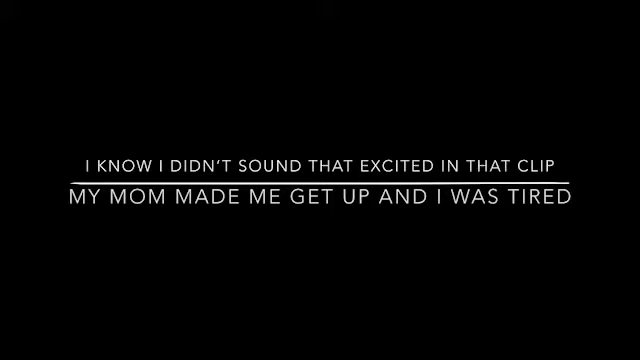 I KNOW I DIDN'T SOUND THAT EXCITED IN THAT CLIP
MY MOM MADE ME GET UP AND I WAS TIRED